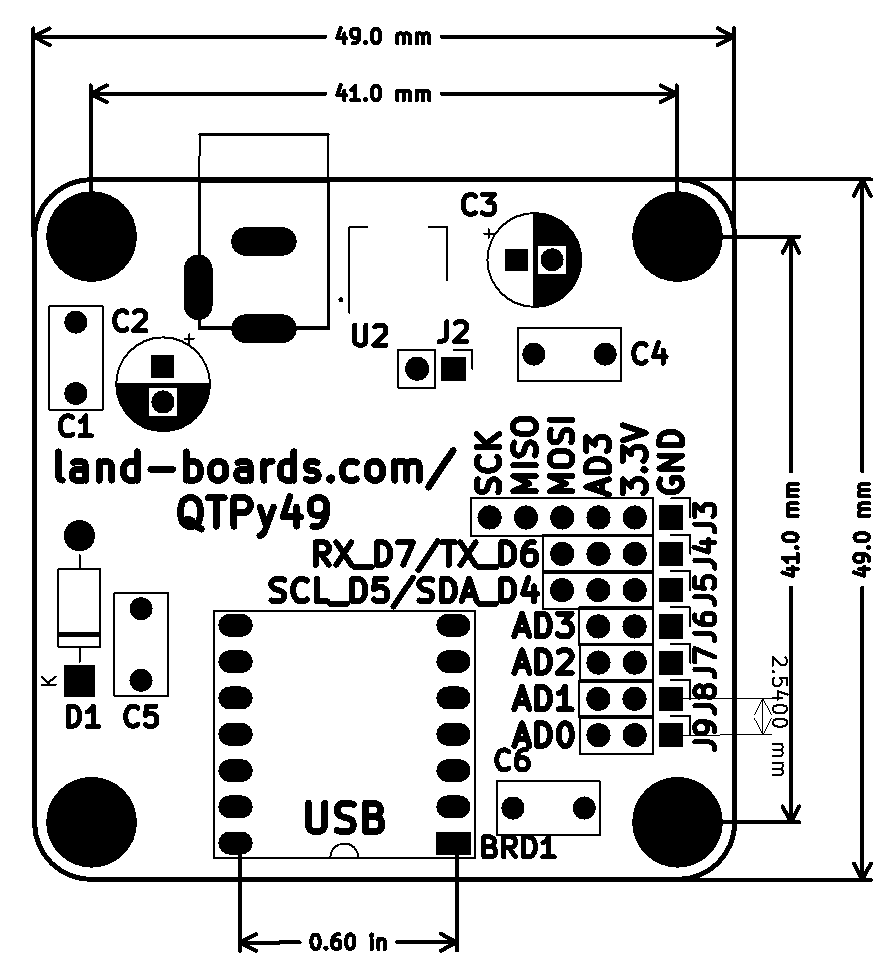 49.0 mm
41.0 mm
C3
+
C2
U2
J2
C4
+
C1
land-boards.com/
QTPy49
SCK
MISO
MOSI
AD3
3.3V
GND
J3
RX_D7/TX_D6
J4
SCL_D5/SDA_D4
J5
41.0 mm
49.0 mm
AD3
J6
AD2
J7
K
AD1
J8
2.5400 mm
D1
C5
AD0
J9
C6
USB
BRD1
0.60 in